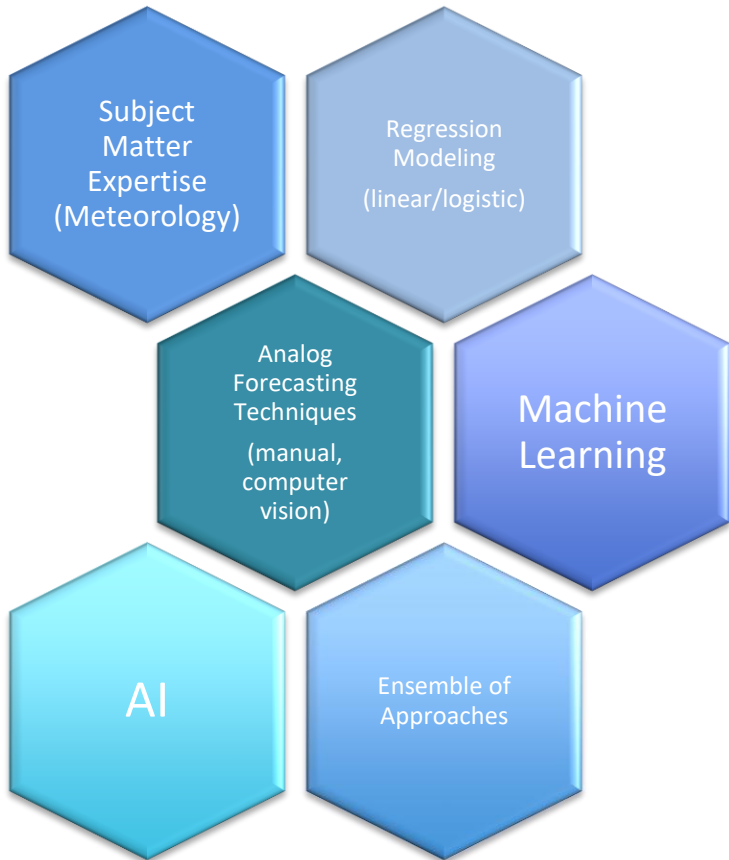 Subject
Matter
Expertise
(Meteorology)
Regression
Modeling
(linear/logistic)
Analog
Forecasting
Techniques
(manual,
computer
vision)
Machine
Learning
AI
Ensemble of
Approaches